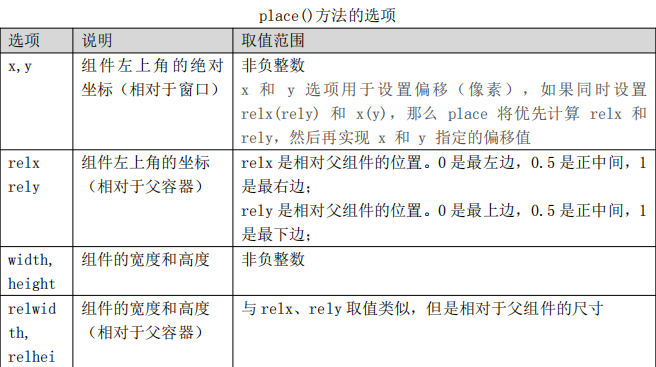 place()方法的选项
选项 说明 取值范围
x,y 组件左上角的绝对 非负整数
坐标（相对于窗口） x 和 y 选项用于设置偏移（像素），如果同时设置
relx(rely) 和 x(y)，那么 place 将优先计算 relx 和
rely，然后再实现 x 和 y 指定的偏移值
relx 组件左上角的坐标 relx 是相对父组件的位置。0 是最左边，0.5 是正中间，1
rely （相对于父容器） 是最右边；
rely 是相对父组件的位置。0 是最上边，0.5 是正中间，1
是最下边；
width, 组件的宽度和高度 非负整数
height
relwid 组件的宽度和高度 与 relx、rely 取值类似，但是相对于父组件的尺寸
th, （相对于父容器）
relhei